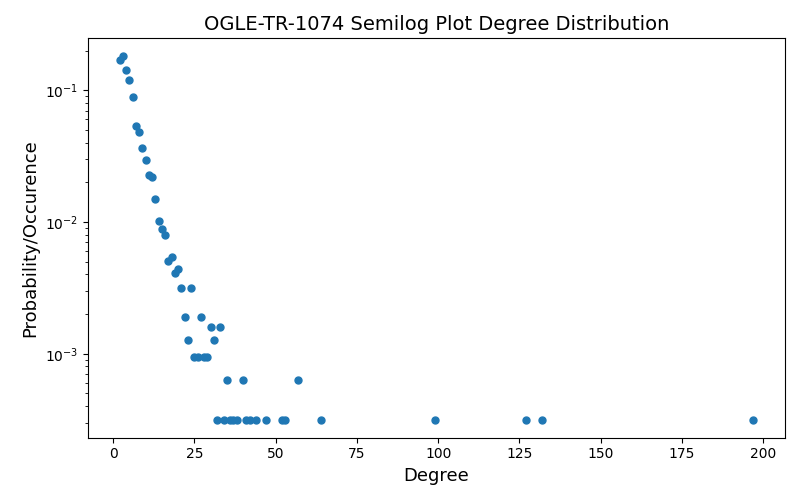 OGLE-TR-1074 Semilog Plot Degree Distribution
Probability/Occurence
10⁻¹
10⁻²
10⁻³
0 25 50 75 100 125 150 175 200
Degree